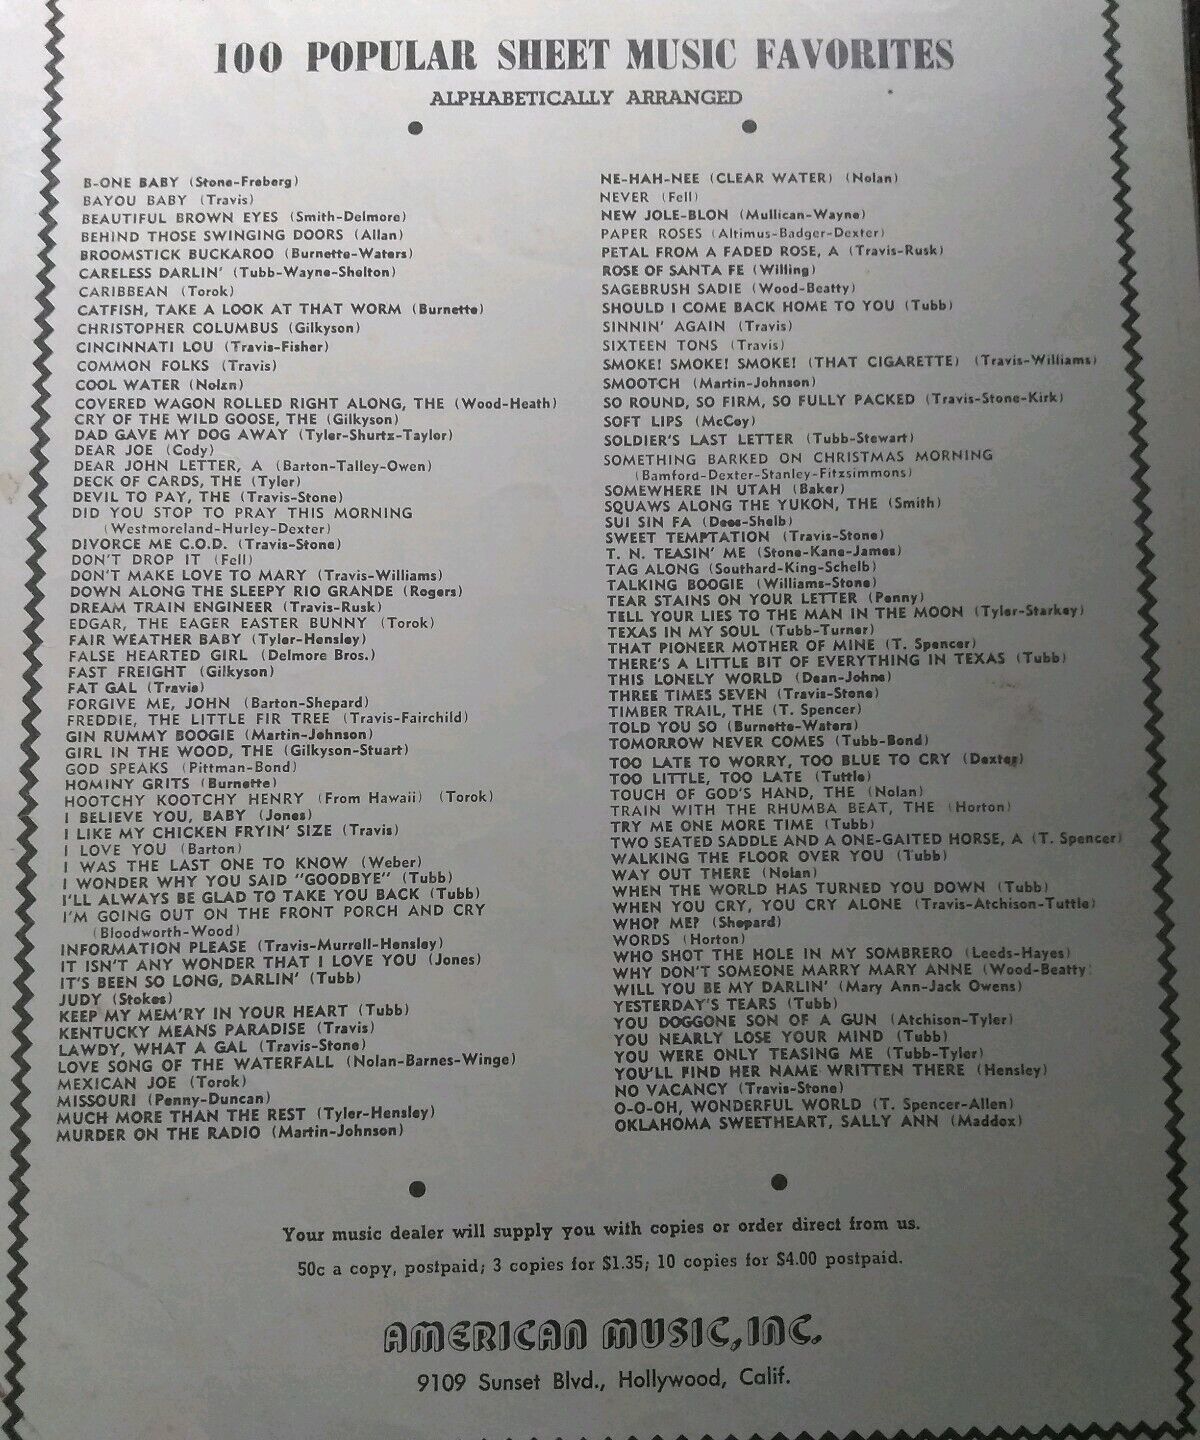 100 POPULAR SHEET MUSIC FAVORITES
ALPHABETICALLY ARRANGED
B-ONE BABY (Stone-Freberg)
BAYOU BABY (Travis)
BEAUTIFUL BROWN EYES (Smith-Delmore)
BEHIND THOSE SWINGING DOORS (Allan)
BROOMSTICK BUCKAROO (Burnette-Waters)
CARELESS DARLIN' (Tubb-Wayne-Shelton)
CARIBBEAN (Torok)
CATFISH, TAKE A LOOK AT THAT WORM (Burnette)
CHRISTOPHER COLUMBUS (Gilkyson)
CINCINNATI LOU (Travis-Fisher)
COMMON FOLKS (Travis)
COOL WATER (Nolan)
COVERED WAGON ROLLED RIGHT ALONG, THE (Wood-Heath)
CRY OF THE WILD GOOSE, THE (Gilkyson)
DAD GAVE MY DOG AWAY (Tyler-Shurtz-Taylor)
DEAR JOE (Cody)
DEAR JOHN LETTER, A (Barton-Talley-Owen)
DECK OF CARDS, THE (Tyler)
DEVIL TO PAY, THE (Travis-Stone)
DID YOU STOP TO PRAY THIS MORNING
(Westmoreland-Hurley-Dexter)
DIVORCE ME C.O.D. (Travis-Stone)
DON'T DROP IT (Fell)
DON'T MAKE LOVE TO MARY (Travis-Williams)
DOWN ALONG THE SLEEPY RIO GRANDE (Rogers)
DREAM TRAIN ENGINEER (Travis-Rusk)
EDGAR, THE EAGER EASTER BUNNY (Torok)
FAIR WEATHER BABY (Tyler-Hensley)
FALSE HEARTED GIRL (Delmore Bros.)
FAST FREIGHT (Gilkyson)
FAT GAL (Travis)
FORGIVE ME, JOHN (Barton-Shepard)
FREDDIE, THE LITTLE FIR TREE (Travis-Fairchild)
GIN RUMMY BOOGIE (Martin-Johnson)
GIRL IN THE WOOD, THE (Gilkyson-Stuart)
GOD SPEAKS (Pittman-Bond)
HOMINY GRITS (Burnette)
HOOTCHY KOOTCHY HENRY (From Hawaii) (Torok)
I BELIEVE YOU, BABY (Jones)
I LIKE MY CHICKEN FRYIN' SIZE (Travis)
I LOVE YOU (Barton)
I WAS THE LAST ONE TO KNOW (Weber)
I WONDER WHY YOU SAID "GOODBYE" (Tubb)
I'LL ALWAYS BE GLAD TO TAKE YOU BACK (Tubb)
I'M GOING OUT ON THE FRONT PORCH AND CRY
(Bloodworth-Wood)
INFORMATION PLEASE (Travis-Murrell-Hensley)
IT ISN'T ANY WONDER THAT I LOVE YOU (Jones)
IT'S BEEN SO LONG, DARLIN' (Tubb)
JUDY (Stokes)
KEEP MY MEM'RY IN YOUR HEART (Tubb)
KENTUCKY MEANS PARADISE (Travis)
LAWDY, WHAT A GAL (Travis-Stone)
LOVE SONG OF THE WATERFALL (Nolan-Barnes-Winge)
MEXICAN JOE (Torok)
MISSOURI (Penny-Duncan)
MUCH MORE THAN THE REST (Tyler-Hensley)
MURDER ON THE RADIO (Martin-Johnson)
NE-HAH-NEE (CLEAR WATER) (Nolan)
NEVER (Fell)
NEW JOLE-BLON (Mullican-Wayne)
PAPER ROSES (Altimus-Badger-Dexter)
PETAL FROM A FADED ROSE, A (Travis-Rusk)
ROSE OF SANTA FE (Willing)
SAGEBRUSH SADIE (Wood-Beatty)
SHOULD I COME BACK HOME TO YOU (Tubb)
SINNIN' AGAIN (Travis)
SIXTEEN TONS (Travis)
SMOKE! SMOKE! SMOKE! (THAT CIGARETTE) (Travis-Williams)
SMOOTCH (Martin-Johnson)
SO ROUND, SO FIRM, SO FULLY PACKED (Travis-Stone-Kirk)
SOFT LIPS (McCoy)
SOLDIER'S LAST LETTER (Tubb-Stewart)
SOMETHING BARKED ON CHRISTMAS MORNING
(Bamford-Dexter-Stanley-Fitzsimmons)
SOMEWHERE IN UTAH (Baker)
SQUAWS ALONG THE YUKON, THE (Smith)
SUI SIN FA (Dees-Shelb)
SWEET TEMPTATION (Travis-Stone)
T. N. TEASIN' ME (Stone-Kane-James)
TAG ALONG (Southard-King-Schelb)
TALKING BOOGIE (Williams-Stone)
TEAR STAINS ON YOUR LETTER (Penny)
TELL YOUR LIES TO THE MAN IN THE MOON (Tyler-Starkey)
TEXAS IN MY SOUL (Tubb-Turner)
THAT PIONEER MOTHER OF MINE (T. Spencer)
THERE'S A LITTLE BIT OF EVERYTHING IN TEXAS (Tubb)
THIS LONELY WORLD (Dean-Johns)
THREE TIMES SEVEN (Travis-Stone)
TIMBER TRAIL, THE (T. Spencer)
TOLD YOU SO (Burnette-Waters)
TOMORROW NEVER COMES (Tubb-Bond)
TOO LATE TO WORRY, TOO BLUE TO CRY (Dexter)
TOO LITTLE, TOO LATE (Tuttle)
TOUCH OF GOD'S HAND, THE (Nolan)
TRAIN WITH THE RHUMBA BEAT, THE (Horton)
TRY ME ONE MORE TIME (Tubb)
TWO SEATED SADDLE AND A ONE-GAITED HORSE, A (T. Spencer)
WALKING THE FLOOR OVER YOU (Tubb)
WAY OUT THERE (Nolan)
WHEN THE WORLD HAS TURNED YOU DOWN (Tubb)
WHEN YOU CRY, YOU CRY ALONE (Travis-Atchison-Tuttle)
WHO? ME? (Shepard)
WORDS (Horton)
WHO SHOT THE HOLE IN MY SOMBRERO (Leeds-Hayes)
WHY DON'T SOMEONE MARRY MARY ANNE (Wood-Beatty)
WILL YOU BE MY DARLIN' (Mary Ann-Jack Owens)
YESTERDAY'S TEARS (Tubb)
YOU DOGGONE SON OF A GUN (Atchison-Tyler)
YOU NEARLY LOSE YOUR MIND (Tubb)
YOU WERE ONLY TEASING ME (Tubb-Tyler)
YOU'LL FIND HER NAME WRITTEN THERE (Hensley)
NO VACANCY (Travis-Stone)
O-O-OH, WONDERFUL WORLD (T. Spencer-Allen)
OKLAHOMA SWEETHEART, SALLY ANN (Maddox)
Your music dealer will supply you with copies or order direct from us.
50c a copy, postpaid; 3 copies for $1.35; 10 copies for $4.00 postpaid.
AMERICAN MUSIC, INC.
9109 Sunset Blvd., Hollywood, Calif.